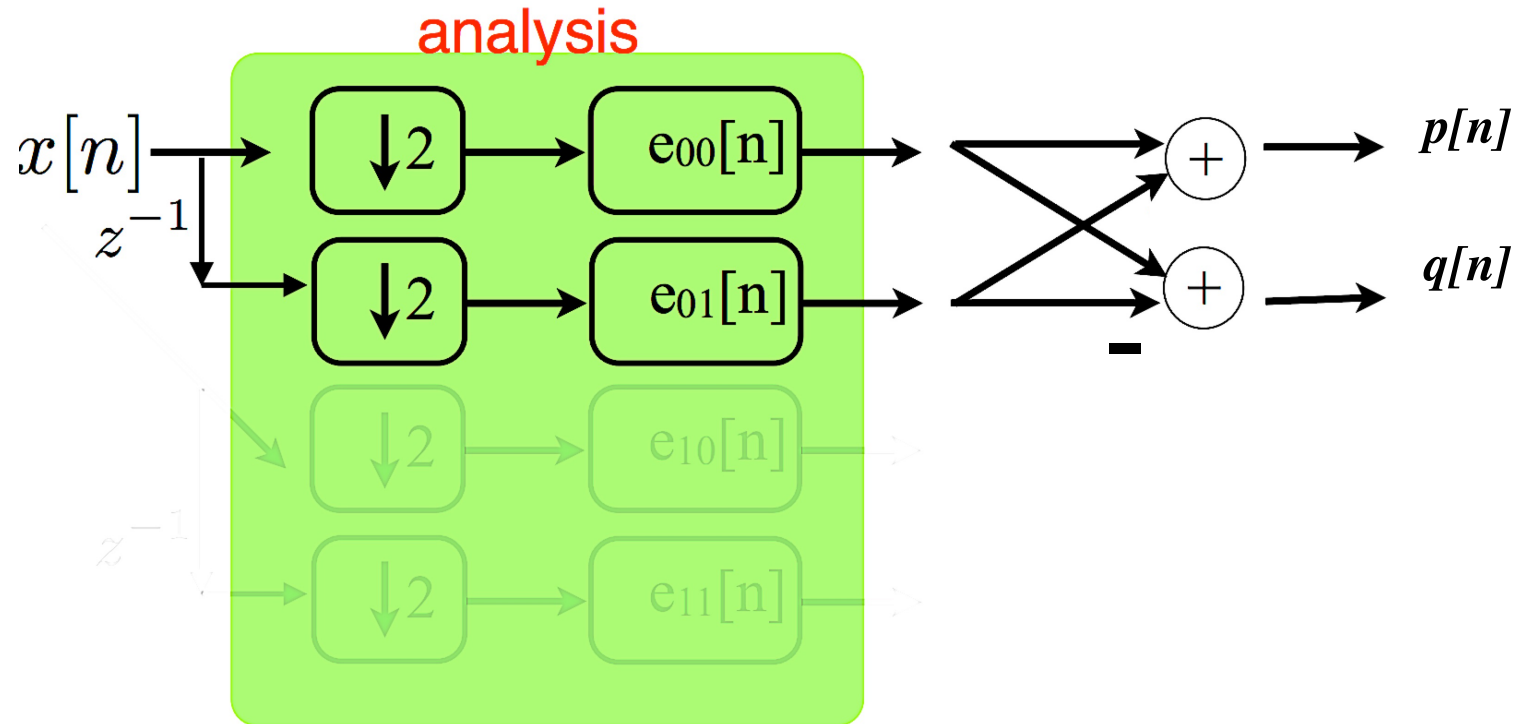 analysis
x[n] ↓2 e₀₀[n] + p[n]
z⁻¹
↓2 e₀₁[n] + q[n]
-
↓2 e₁₀[n]
z⁻¹
↓2 e₁₁[n]